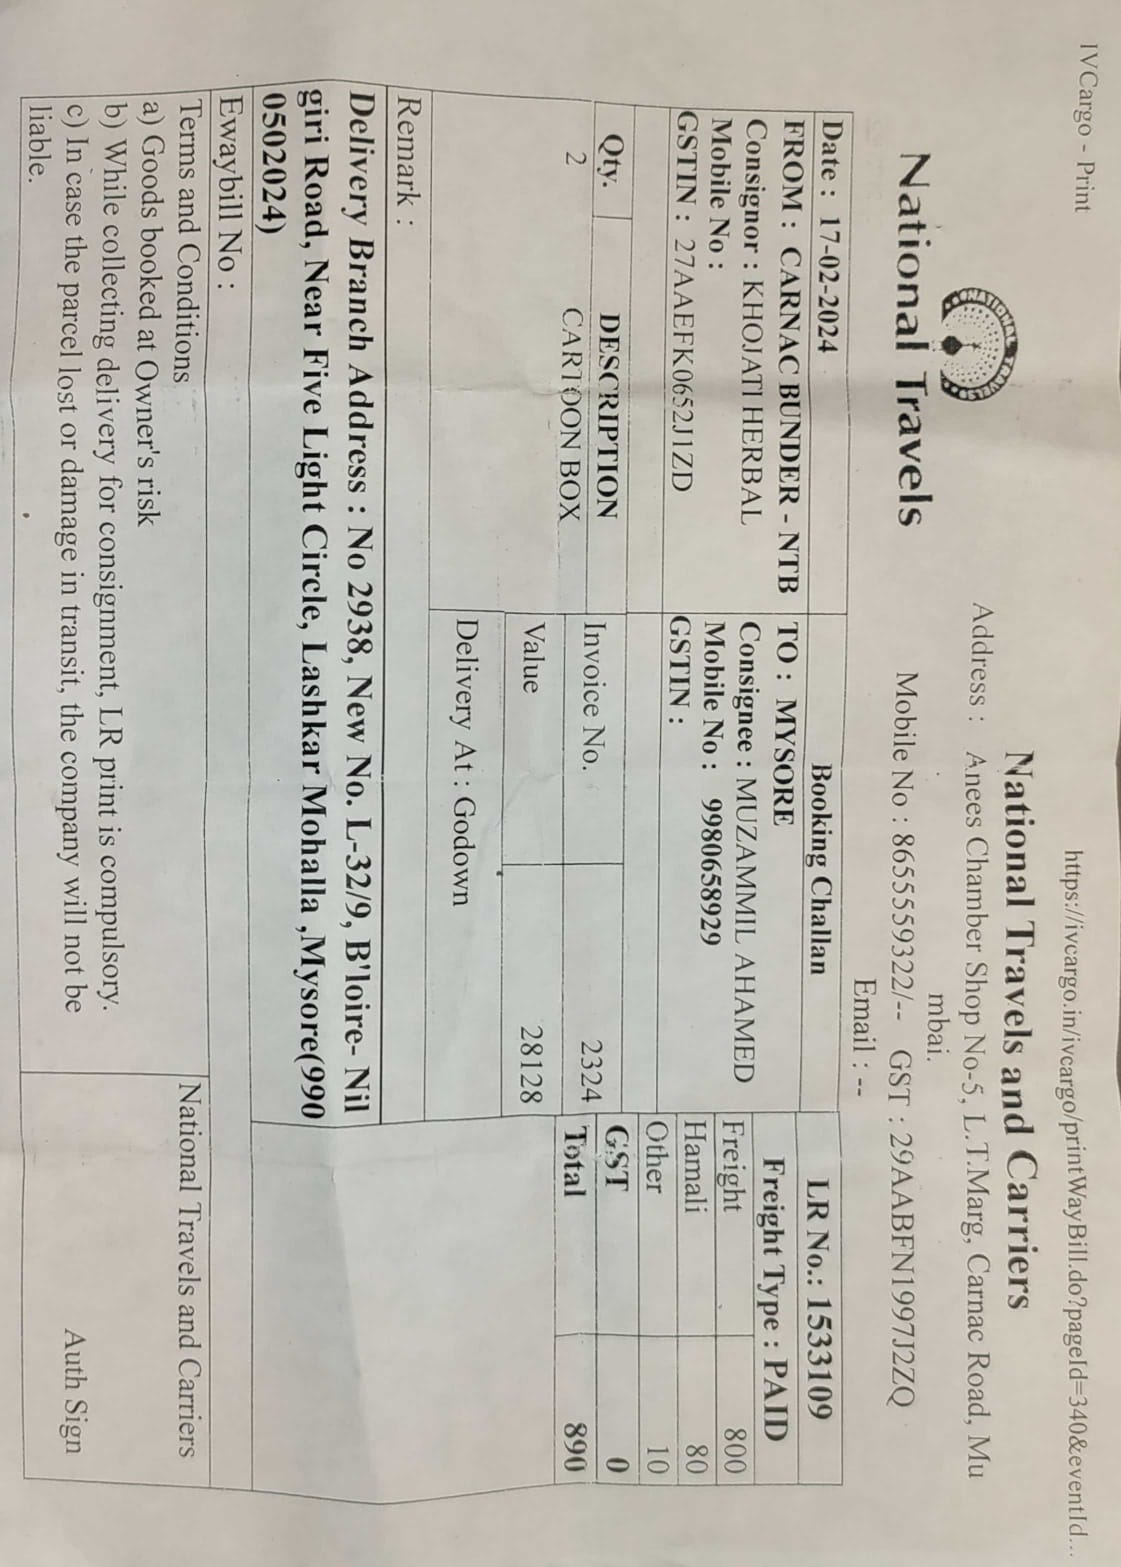 IVCargo - Print
https://ivcargo.in/ivcargo/printWayBill.do?pageId=340&eventId...
National Travels
National Travels and Carriers
Address : Anees Chamber Shop No-5, L.T.Marg, Carnac Road, Mu
mbai.
Mobile No : 8655559322/-- GST : 29AABFN1997J2ZQ
Email : --
Date : 17-02-2024
Booking Challan
LR No.: 1533109
FROM : CARNAC BUNDER - NTB
TO : MYSORE
Freight Type : PAID
Consignor : KHOJATI HERBAL
Consignee : MUZAMMIL AHAMED
Freight 800
Mobile No :
Mobile No : 9980658929
Hamali 80
GSTIN : 27AAEFK0652J1ZD
GSTIN :
Other 10
GST 0
Total 890
Qty. DESCRIPTION
2 CARTOON BOX
Invoice No. 2324
Value 28128
Delivery At : Godown
Remark :
Delivery Branch Address : No 2938, New No. L-32/9, B'loire- Nil
giri Road, Near Five Light Circle, Lashkar Mohalla ,Mysore(990
0502024)
Ewaybill No :
Terms and Conditions
a) Goods booked at Owner's risk
b) While collecting delivery for consignment, LR print is compulsory.
c) In case the parcel lost or damage in transit, the company will not be
liable.
National Travels and Carriers
Auth Sign